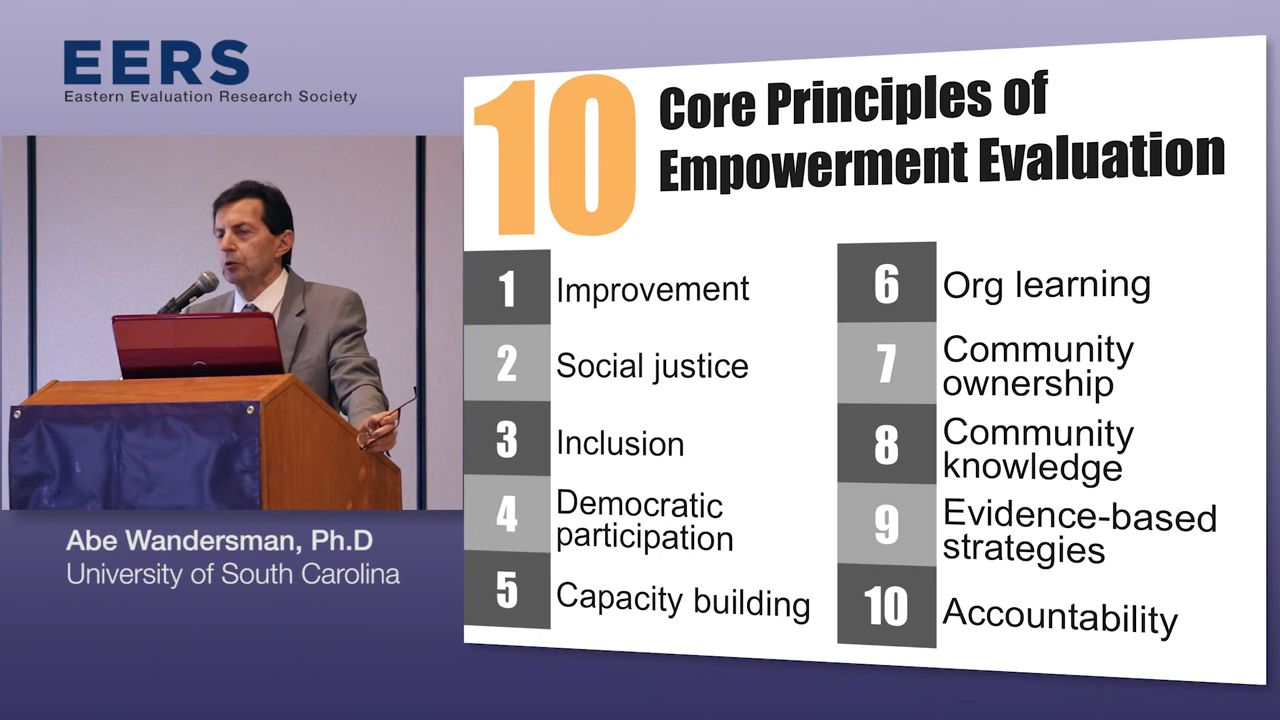 EERS
Eastern Evaluation Research Society
10
Core Principles of
Empowerment Evaluation
1
Improvement
2
Social justice
3
Inclusion
4
Democratic
participation
5
Capacity building
6
Org learning
7
Community
ownership
8
Community
knowledge
9
Evidence-based
strategies
10
Accountability
Abe Wandersman, Ph.D
University of South Carolina